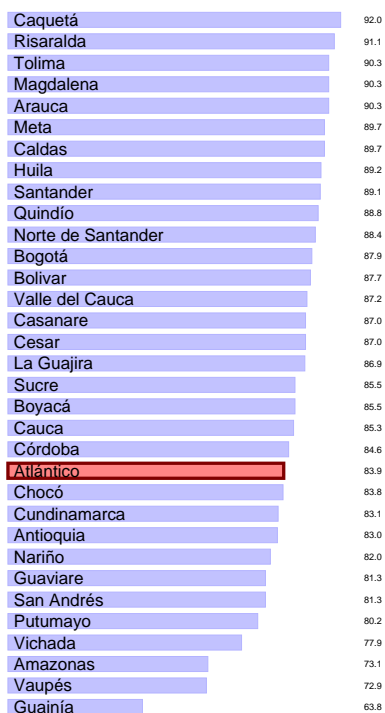 Caquetá 92.0
Risaralda 91.1
Tolima 90.3
Magdalena 90.3
Arauca 90.3
Meta 89.7
Caldas 89.7
Huila 89.2
Santander 89.1
Quindío 88.8
Norte de Santander 88.4
Bogotá 87.9
Bolivar 87.7
Valle del Cauca 87.2
Casanare 87.0
Cesar 87.0
La Guajira 86.9
Sucre 85.5
Boyacá 85.5
Cauca 85.3
Córdoba 84.6
Atlántico 83.9
Chocó 83.8
Cundinamarca 83.1
Antioquia 83.0
Nariño 82.0
Guaviare 81.3
San Andrés 81.3
Putumayo 80.2
Vichada 77.9
Amazonas 73.1
Vaupés 72.9
Guainía 63.8